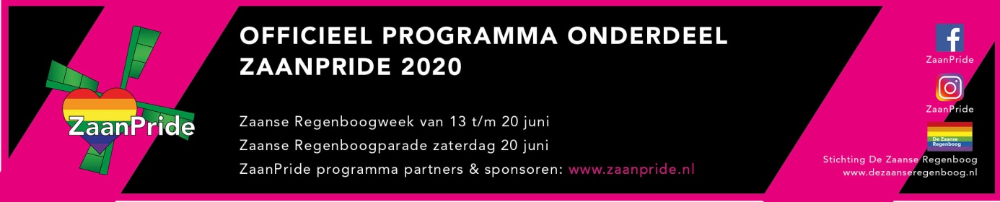 OFFICIEEL PROGRAMMA ONDERDEEL
ZAANPRIDE 2020
ZaanPride
Zaanse Regenboogweek van 13 t/m 20 juni
Zaanse Regenboogparade zaterdag 20 juni
ZaanPride programma partners & sponsoren: www.zaanpride.nl
ZaanPride
ZaanPride
De Zaanse
Regenboog
Stichting De Zaanse Regenboog
www.dezaanseregenboog.nl